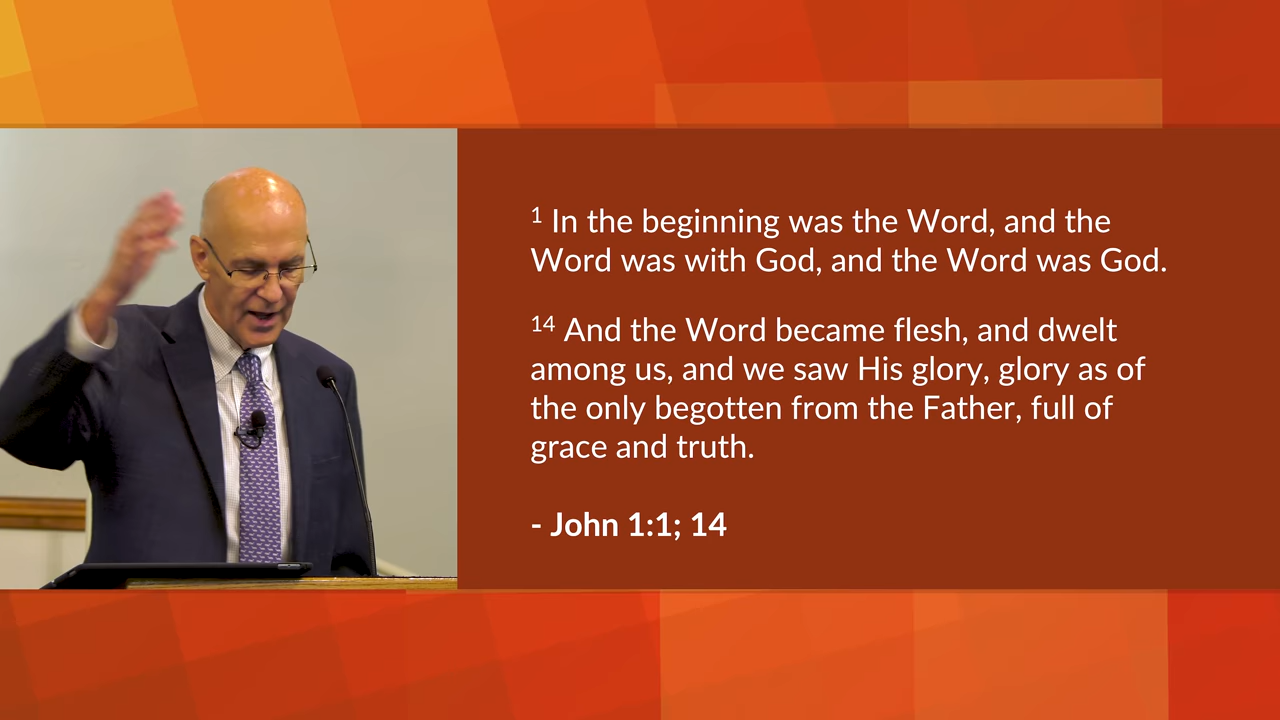 1 In the beginning was the Word, and the
Word was with God, and the Word was God.
14 And the Word became flesh, and dwelt
among us, and we saw His glory, glory as of
the only begotten from the Father, full of
grace and truth.
- John 1:1; 14